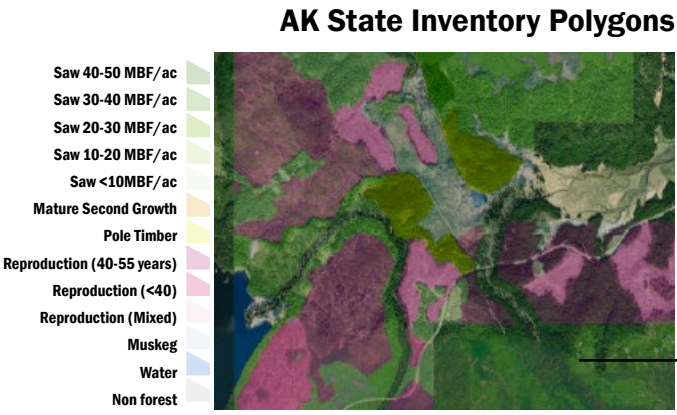 AK State Inventory Polygons
Saw 40-50 MBF/ac
Saw 30-40 MBF/ac
Saw 20-30 MBF/ac
Saw 10-20 MBF/ac
Saw <10MBF/ac
Mature Second Growth
Pole Timber
Reproduction (40-55 years)
Reproduction (<40)
Reproduction (Mixed)
Muskeg
Water
Non forest